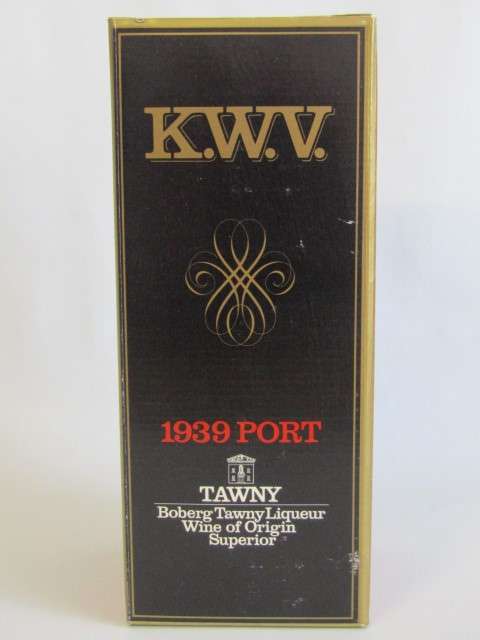 K.W.V.
1939 PORT
TAWNY
Boberg Tawny Liqueur
Wine of Origin
Superior